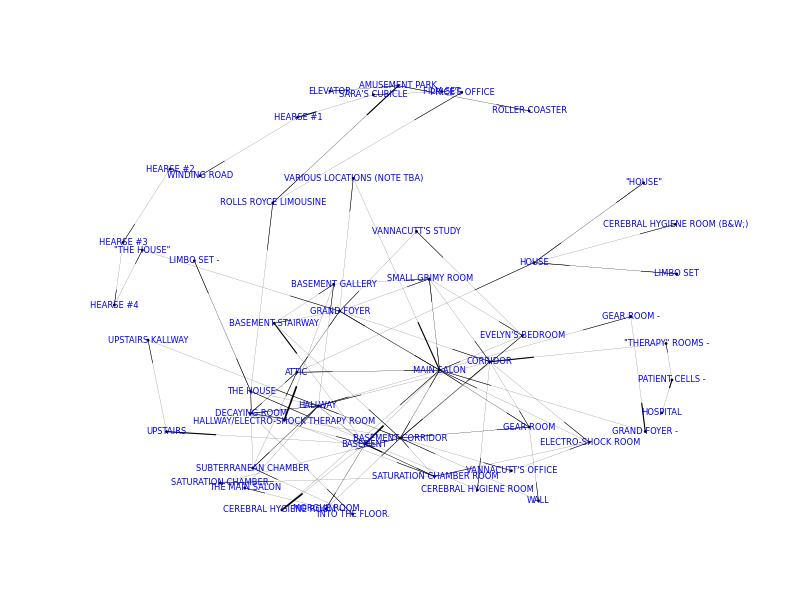 AMUSEMENT PARK
ELEVATOR
SARA'S CUBICLE
PRICE'S OFFICE
ROLLER COASTER
HEARSE #1
HEARSE #2
WINDING ROAD
VARIOUS LOCATIONS (NOTE TBA)
"HOUSE"
ROLLS ROYCE LIMOUSINE
CEREBRAL HYGIENE ROOM (B&W;)
VANNACUTT'S STUDY
HEARSE #3
"THE HOUSE"
LIMBO SET -
HOUSE
LIMBO SET
SMALL GRIMY ROOM
BASEMENT GALLERY
HEARSE #4
GRAND FOYER
GEAR ROOM -
BASEMENT STAIRWAY
EVELYN'S BEDROOM
UPSTAIRS KALLWAY
"THERAPY" ROOMS -
CORRIDOR
MAIN SALON
ATTIC
PATIENT CELLS -
THE HOUSE
HALLWAY
DECAYING ROOM
HOSPITAL
HALLWAY/ELECTRO-SHOCK THERAPY ROOM
GEAR ROOM
UPSTAIRS
GRAND FOYER -
BASEMENT CORRIDOR
BASEMENT
ELECTRO-SHOCK ROOM
SUBTERRANEAN CHAMBER
VANNACUTT'S OFFICE
SATURATION CHAMBER ROOM
SATURATION CHAMBER
THE MAIN SALON
CEREBRAL HYGIENE ROOM
WALL
CEREBRAL HYGIENE ROOM
MORGUE ROOM
INTO THE FLOOR.